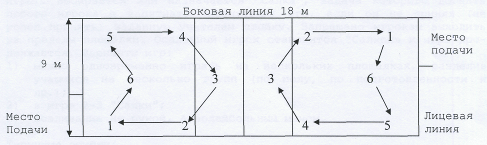 Боковая линия 18 м
5 4 2 1
Место
подачи
9 м
6 3 3 6
Место
Подачи
1 2 4 5
Лицевая
линия